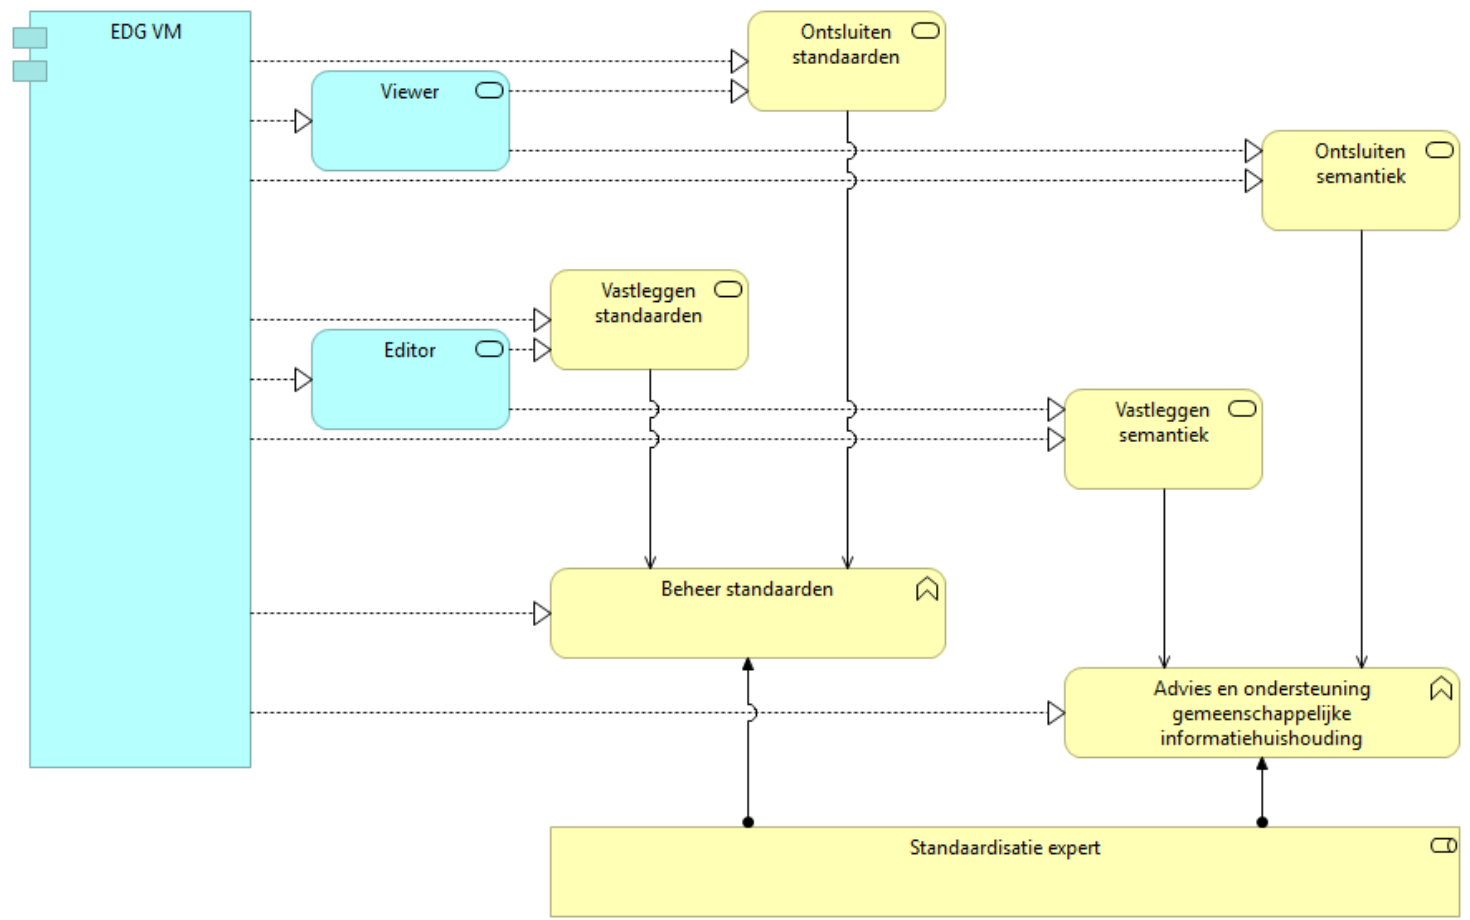 EDG VM
Ontsluiten
standaarden
Viewer
Ontsluiten
semantiek
Vastleggen
standaarden
Editor
Vastleggen
semantiek
Beheer standaarden
Advies en ondersteuning
gemeenschappelijke
informatiehuishouding
Standaardisatie expert